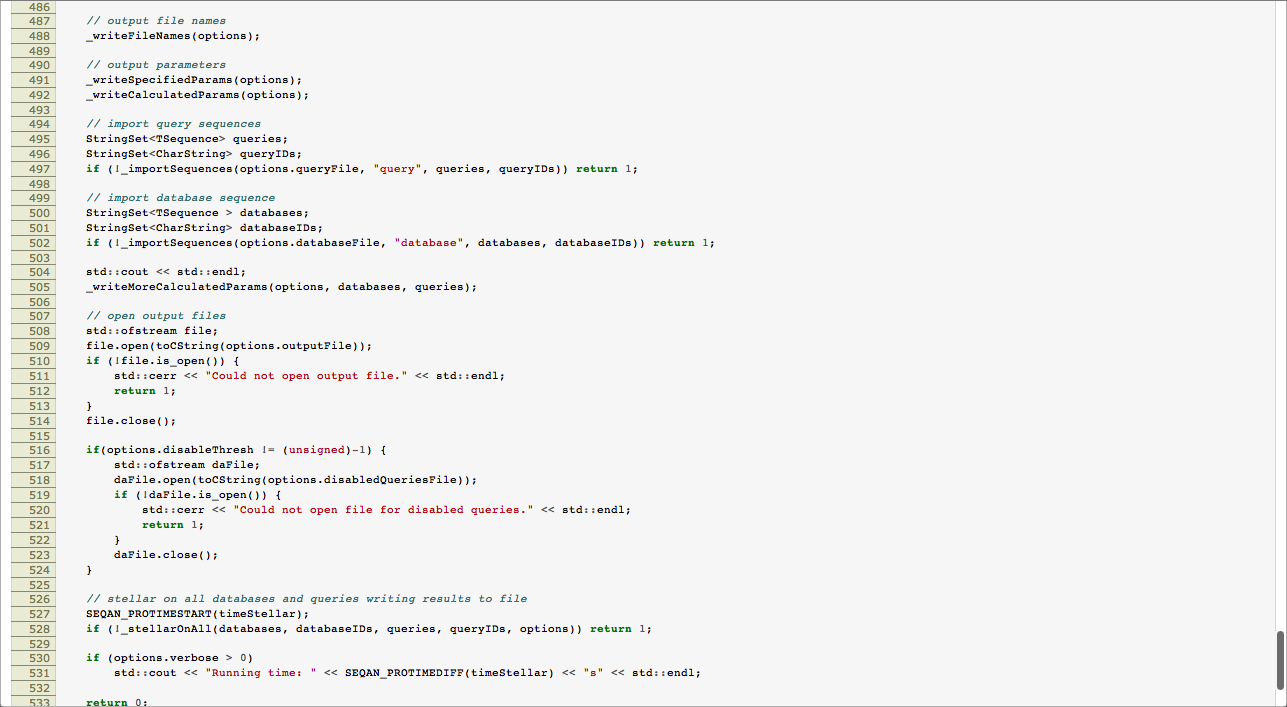 486
487 // output file names
488 _writeFileNames(options);
489
490 // output parameters
491 _writeSpecifiedParams(options);
492 _writeCalculatedParams(options);
493
494 // import query sequences
495 StringSet<TSequence> queries;
496 StringSet<CharString> queryIDs;
497 if (!_importSequences(options.queryFile, "query", queries, queryIDs)) return 1;
498
499 // import database sequence
500 StringSet<TSequence > databases;
501 StringSet<CharString> databaseIDs;
502 if (!_importSequences(options.databaseFile, "database", databases, databaseIDs)) return 1;
503
504 std::cout << std::endl;
505 _writeMoreCalculatedParams(options, databases, queries);
506
507 // open output files
508 std::ofstream file;
509 file.open(toCString(options.outputFile));
510 if (!file.is_open()) {
511 std::cerr << "Could not open output file." << std::endl;
512 return 1;
513 }
514 file.close();
515
516 if(options.disableThresh != (unsigned)-1) {
517 std::ofstream daFile;
518 daFile.open(toCString(options.disabledQueriesFile));
519 if (!daFile.is_open()) {
520 std::cerr << "Could not open file for disabled queries." << std::endl;
521 return 1;
522 }
523 daFile.close();
524 }
525
526 // stellar on all databases and queries writing results to file
527 SEQAN_PROTIMESTART(timeStellar);
528 if (!_stellarOnAll(databases, databaseIDs, queries, queryIDs, options)) return 1;
529
530 if (options.verbose > 0)
531 std::cout << "Running time: " << SEQAN_PROTIMEDIFF(timeStellar) << "s" << std::endl;
532
533 return 0;